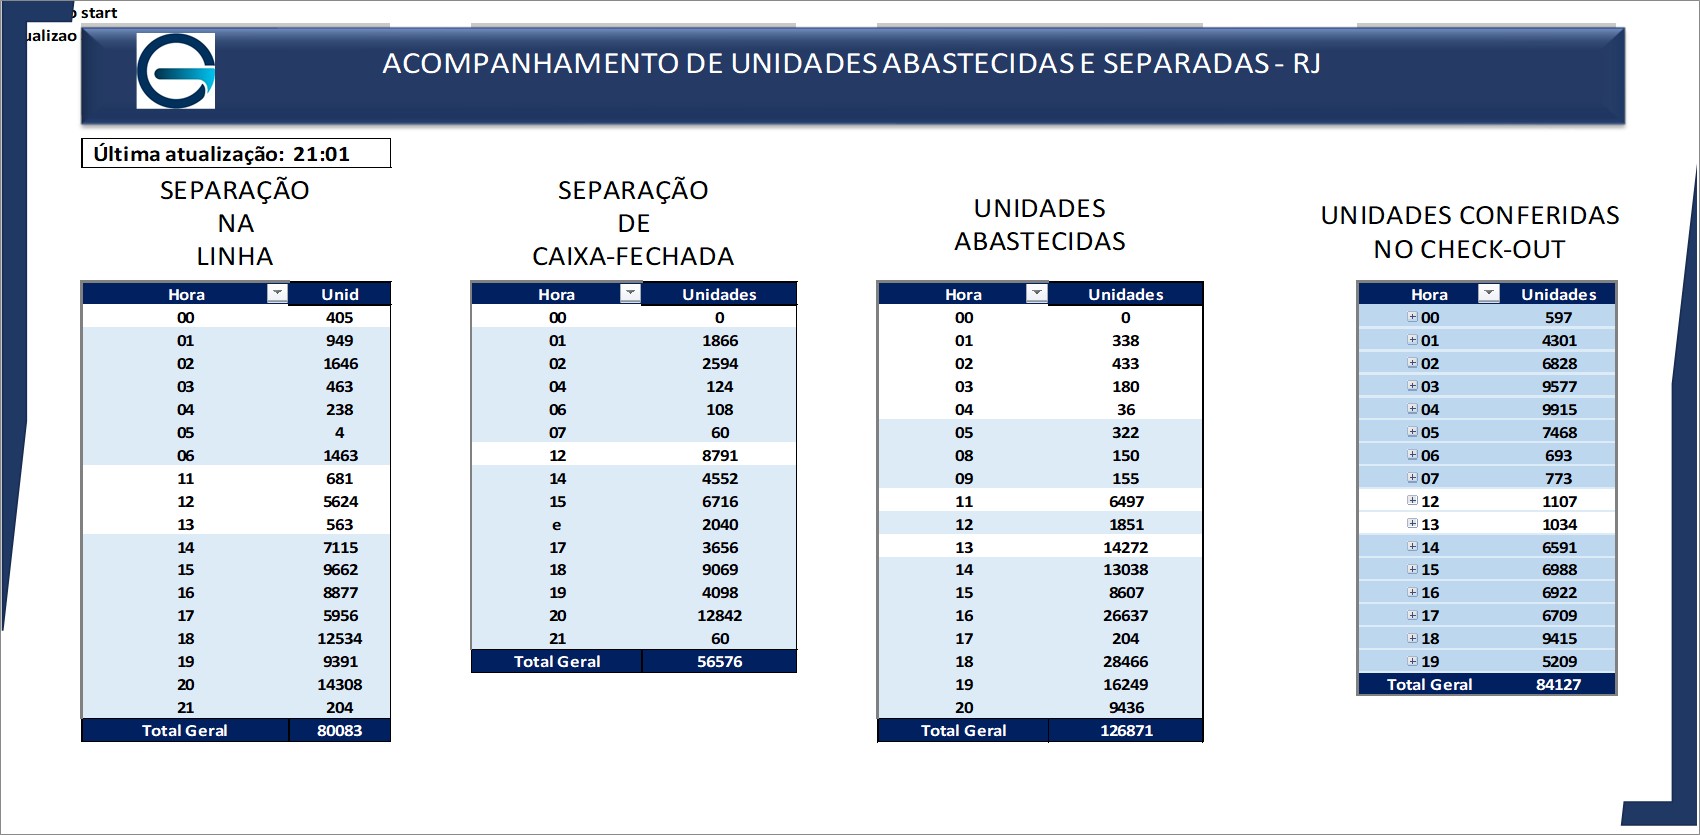 o start
ualizao
ACOMPANHAMENTO DE UNIDADES ABASTECIDAS E SEPARADAS - RJ
Última atualização: 21:01
SEPARAÇÃO
NA
LINHA
Hora Unid
00 405
01 949
02 1646
03 463
04 238
05 4
06 1463
11 681
12 5624
13 563
14 7115
15 9662
16 8877
17 5956
18 12534
19 9391
20 14308
21 204
Total Geral 80083
SEPARAÇÃO
DE
CAIXA-FECHADA
Hora Unidades
00 0
01 1866
02 2594
04 124
06 108
07 60
12 8791
14 4552
15 6716
e 2040
17 3656
18 9069
19 4098
20 12842
21 60
Total Geral 56576
UNIDADES
ABASTECIDAS
Hora Unidades
00 0
01 338
02 433
03 180
04 36
05 322
08 150
09 155
11 6497
12 1851
13 14272
14 13038
15 8607
16 26637
17 204
18 28466
19 16249
20 9436
Total Geral 126871
UNIDADES CONFERIDAS
NO CHECK-OUT
Hora Unidades
00 597
01 4301
02 6828
03 9577
04 9915
05 7468
06 693
07 773
12 1107
13 1034
14 6591
15 6988
16 6922
17 6709
18 9415
19 5209
Total Geral 84127